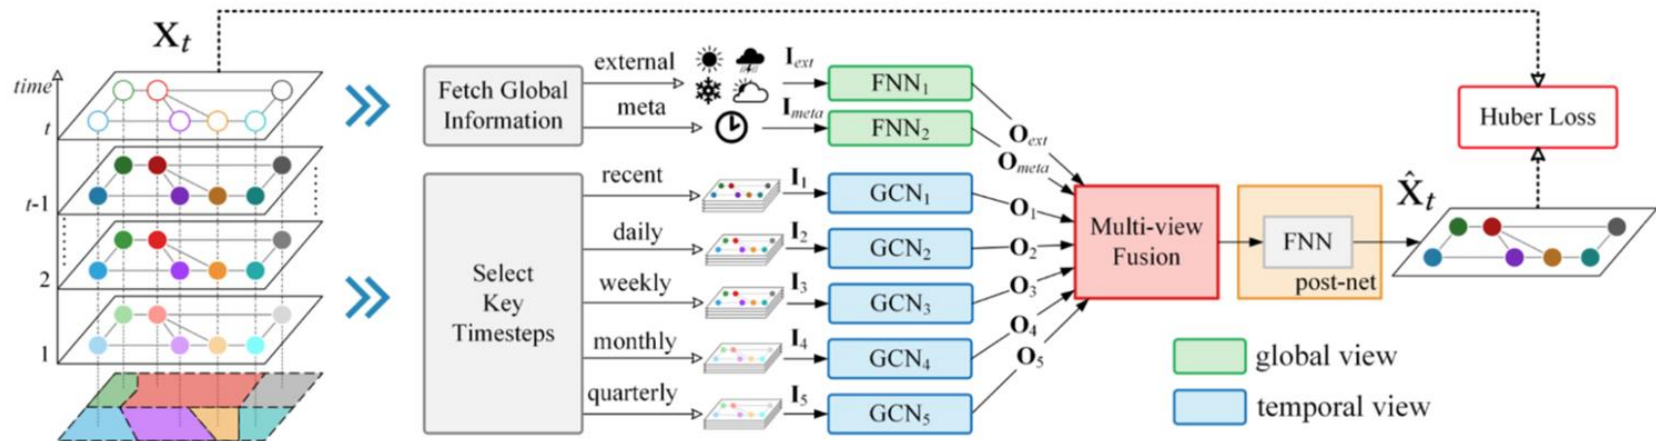 X_t
time
t
t-1
2
1
Fetch Global
Information
external
meta
I_ext
I_meta
FNN_1
FNN_2
O_ext
O_meta
Select
Key
Timesteps
recent
daily
weekly
monthly
quarterly
I_1
I_2
I_3
I_4
I_5
GCN_1
GCN_2
GCN_3
GCN_4
GCN_5
O_1
O_2
O_3
O_4
O_5
Multi-view
Fusion
FNN
post-net
X̂_t
Huber Loss
global view
temporal view